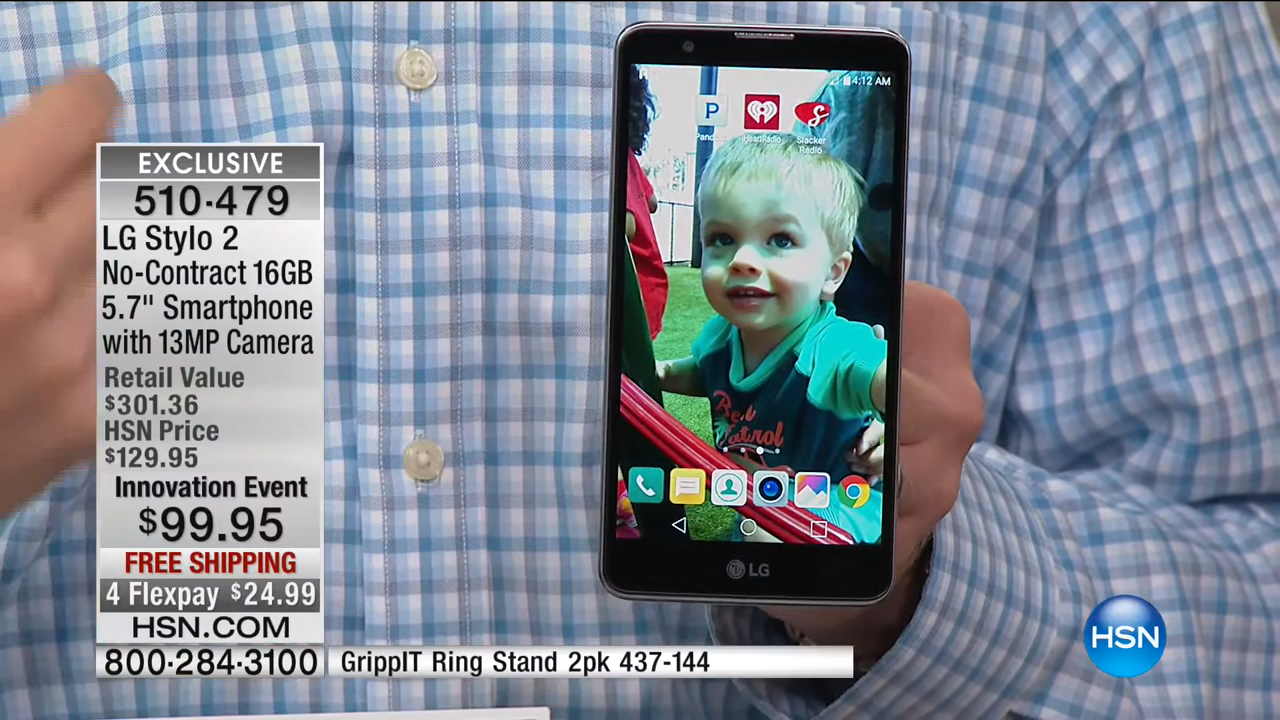 EXCLUSIVE
510-479
LG Stylo 2
No-Contract 16GB
5.7" Smartphone
with 13MP Camera
Retail Value
$301.36
HSN Price
$129.95
Innovation Event
$99.95
FREE SHIPPING
4 Flexpay $24.99
HSN.COM
800-284-3100
GrippIT Ring Stand 2pk 437-144
4:12 AM
P
S
iHeartRadio
Slacker
Radio
LG
HSN